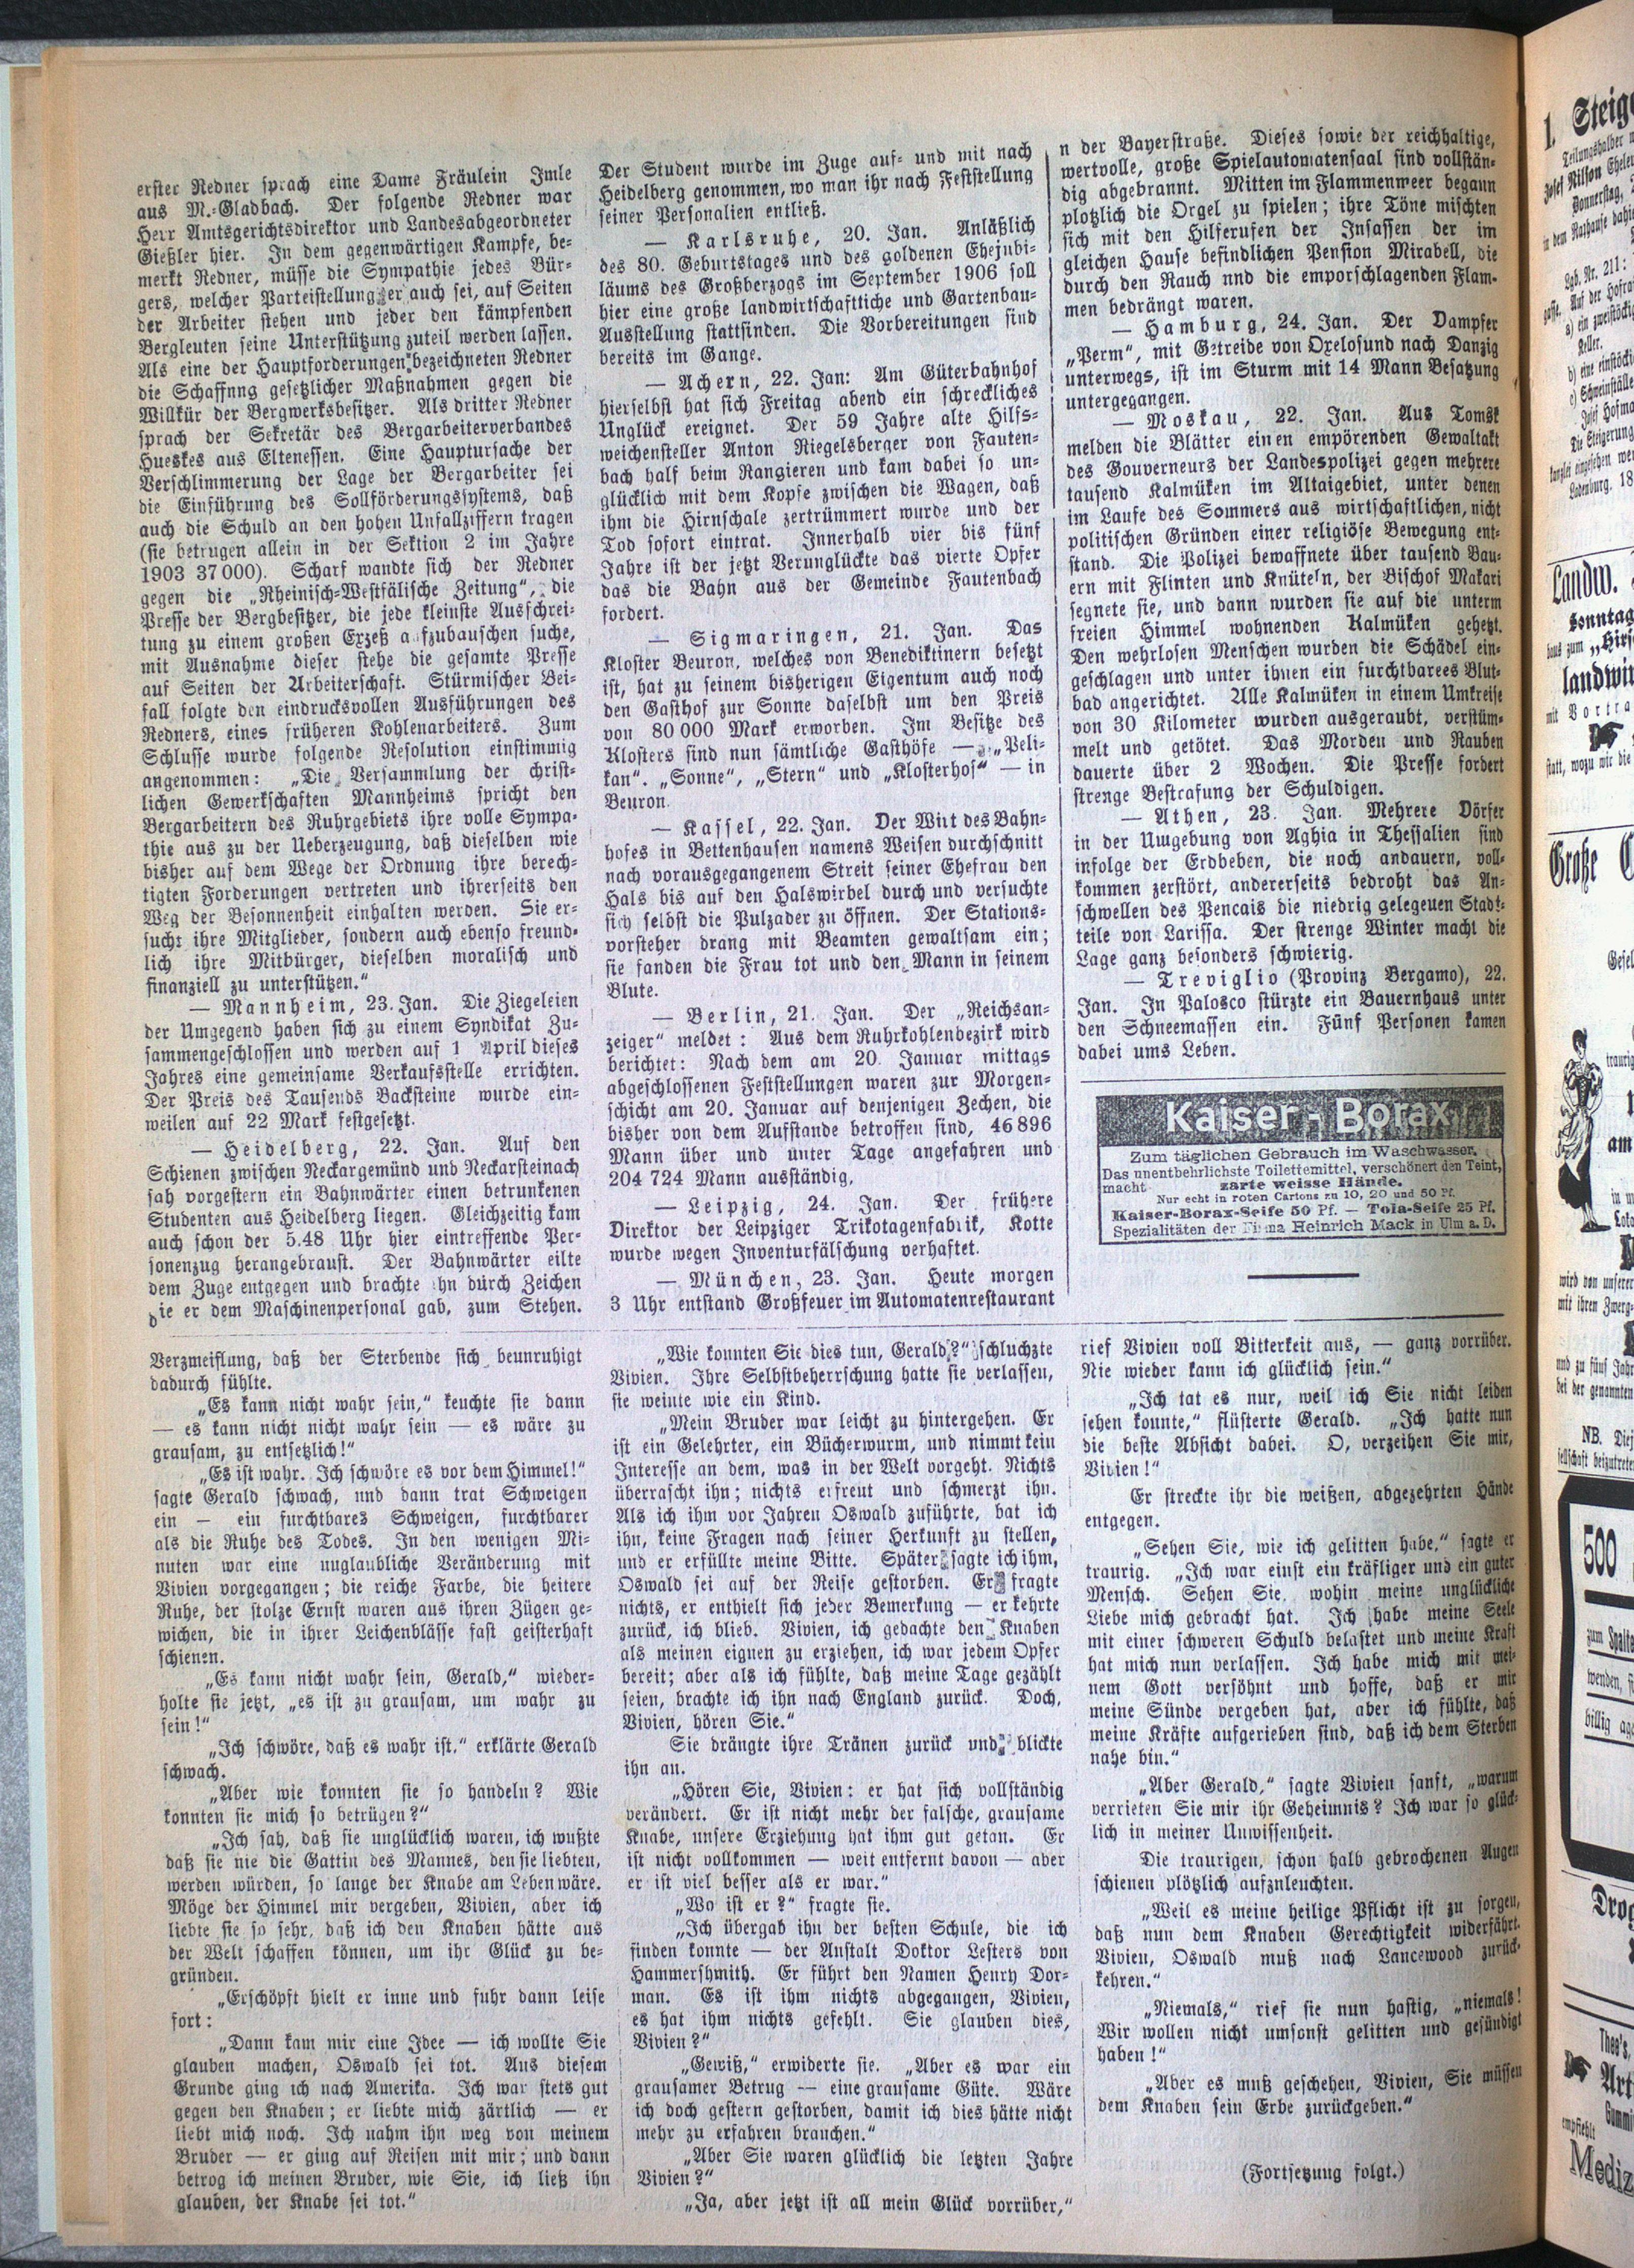 erster Redner sprach eine Dame Fräulein Imle
aus M.-Gladbach. Der folgende Redner war
Herr Amtsgerichtsdirektor und Landesabgeordneter
Gießler hier. In dem gegenwärtigen Kampfe, be-
merkt Redner, müsse die Sympathie jedes Bür-
gers, welcher Parteistellung er auch sei, auf Seiten
der Arbeiter stehen und jeder den kämpfenden
Bergleuten seine Unterstützung zuteil werden lassen.
Als eine der Hauptforderungen bezeichneten Redner
die Schaffnng gesetzlicher Maßnahmen gegen die
Willkür der Bergwerksbesitzer. Als dritter Redner
sprach der Sekretär des Bergarbeiterverbandes
Hueskes aus Eltenessen. Eine Hauptursache der
Verschlimmerung der Lage der Bergarbeiter sei
die Einführung des Sollförderungssystems, daß
auch die Schuld an den hohen Unfallziffern tragen
(sie betrugen allein in der Sektion 2 im Jahre
1903 37 000). Scharf wandte sich der Redner
gegen die „Rheinisch-Westfälische Zeitung“, die
Presse der Bergbesitzer, die jede kleinste Ausschrei-
tung zu einem großen Exzeß a fzubauschen suche,
mit Ausnahme dieser stehe die gesamte Presse
auf Seiten der Arbeiterschaft. Stürmischer Bei-
fall folgte den eindrucksvollen Ausführungen des
Redners, eines früheren Kohlenarbeiters. Zum
Schlusse wurde folgende Resolution einstimmig
angenommen: „Die Versammlung der christ-
lichen Gewerkschaften Mannheims spricht den
Bergarbeitern des Ruhrgebiets ihre volle Sympa-
thie aus zu der Ueberzeugung, daß dieselben wie
bisher auf dem Wege der Ordnung ihre berech-
tigten Forderungen vertreten und ihrerseits den
Weg der Besonnenheit einhalten werden. Sie er-
sucht ihre Mitglieder, sondern auch ebenso freund-
lich ihre Mitbürger, dieselben moralisch und
finanziell zu unterstützen.“
— Mannheim, 23. Jan. Die Ziegeleien
der Umgegend haben sich zu einem Syndikat Zu-
sammengeschlossen und werden auf 1 April dieses
Jahres eine gemeinsame Verkaufsstelle errichten.
Der Preis des Tausends Backsteine wurde ein-
weilen auf 22 Mark festgesetzt.
— Heidelberg, 22. Jan. Auf den
Schienen zwischen Neckargemünd und Neckarsteinach
sah vorgestern ein Bahnwärter einen betrunkenen
Studenten aus Heidelberg liegen. Gleichzeitig kam
auch schon der 5.48 Uhr hier eintreffende Per-
sonenzug herangebraust. Der Bahnwärter eilte
dem Zuge entgegen und brachte ihn durch Zeichen
die er dem Maschinenpersonal gab, zum Stehen.
Der Student wurde im Zuge auf- und mit nach
Heidelberg genommen, wo man ihr nach Feststellung
seiner Personalien entließ.
— Karlsruhe, 20. Jan. Anläßlich
des 80. Geburtstages und des goldenen Ehejubi-
läums des Großherzogs im September 1906 soll
hier eine große landwirtschafttiche und Gartenbau-
Ausstellung stattfinden. Die Vorbereitungen sind
bereits im Gange.
— Achern, 22. Jan: Am Güterbahnhof
hierselbst hat sich Freitag abend ein schreckliches
Unglück ereignet. Der 59 Jahre alte Hilfs-
weichensteller Anton Riegelsberger von Fauten-
bach half beim Rangieren und kam dabei so un-
glücklich mit dem Kopfe zwischen die Wagen, daß
ihm die Hirnschale zertrümmert wurde und der
Tod sofort eintrat. Innerhalb vier bis fünf
Jahre ist der jetzt Verunglückte das vierte Opfer
das die Bahn aus der Gemeinde Fautenbach
fordert.
— Sigmaringen, 21. Jan. Das
Kloster Beuron, welches von Benediktinern besetzt
ist, hat zu seinem bisherigen Eigentum auch noch
den Gasthof zur Sonne daselbst um den Preis
von 80 000 Mark erworben. Im Besitze des
Klosters sind nun sämtliche Gasthöfe — „Peli-
kan“. „Sonne“, „Stern“ und „Klosterhof“ — in
Beuron.
— Kassel, 22. Jan. Der Wirt des Bahn-
hofes in Bettenhausen namens Weisen durchschnitt
nach vorausgegangenem Streit seiner Ehefrau den
Hals bis auf den Halswirbel durch und versuchte
sich selbst die Pulzader zu öffnen. Der Stations-
vorsteher drang mit Beamten gewaltsam ein;
sie fanden die Frau tot und den Mann in seinem
Blute.
— Berlin, 21. Jan. Der „Reichsan-
zeiger“ meldet: Aus dem Ruhrkohlenbezirk wird
berichtet: Nach dem am 20. Januar mittags
abgeschlossenen Feststellungen waren zur Morgen-
schicht am 20. Januar auf denjenigen Zechen, die
bisher von dem Aufstande betroffen sind, 46 896
Mann über und unter Tage angefahren und
204 724 Mann ausständig.
— Leipzig, 24. Jan. Der frühere
Direktor der Leipziger Trikotagenfabrik, Kotte
wurde wegen Inventurfälschung verhaftet.
— München, 23. Jan. Heute morgen
3 Uhr entstand Großfeuer im Automatenrestaurant
n der Bayerstraße. Dieses sowie der reichhaltige,
wertvolle, große Spielautomatensaal sind vollstän-
dig abgebrannt. Mitten im Flammenmeer begann
plötzlich die Orgel zu spielen; ihre Töne mischten
sich mit den Hilferufen der Insassen der im
gleichen Hause befindlichen Pension Mirabell, die
durch den Rauch nnd die emporschlagenden Flam-
men bedrängt waren.
— Hamburg, 24. Jan. Der Dampfer
„Perm“, mit Getreide von Oxelosund nach Danzig
unterwegs, ist im Sturm mit 14 Mann Besatzung
untergegangen.
— Moskau, 22. Jan. Aus Tomsk
melden die Blätter einen empörenden Gewaltakt
des Gouverneurs der Landespolizei gegen mehrere
tausend Kalmüken im Altaigebiet, unter denen
im Laufe des Sommers aus wirtschaftlichen, nicht
politischen Gründen einer religiöse Bewegung ent-
stand. Die Polizei bewaffnete über tausend Bau-
ern mit Flinten und Knüteln, der Bischof Makari
segnete sie, und dann wurden sie auf die unterm
freien Himmel wohnenden Kalmüken gehetzt.
Den wehrlosen Menschen wurden die Schädel ein-
geschlagen und unter ihnen ein furchtbarees Blut-
bad angerichtet. Alle Kalmüken in einem Umkreise
von 30 Kilometer wurden ausgeraubt, verstüm-
melt und getötet. Das Morden und Rauben
dauerte über 2 Wochen. Die Presse fordert
strenge Bestrafung der Schuldigen.
— Athen, 23. Jan. Mehrere Dörfer
in der Umgebung von Aghia in Thessalien sind
infolge der Erdbeben, die noch andauern, voll-
kommen zerstört, andererseits bedroht das An-
schwellen des Pencais die niedrig gelegeuen Stadt-
teile von Larissa. Der strenge Winter macht die
Lage ganz besonders schwierig.
— Treviglio (Provinz Bergamo), 22.
Jan. In Palosco stürzte ein Bauernhaus unter
den Schneemassen ein. Fünf Personen kamen
dabei ums Leben.
Kaiser-Borax
Zum täglichen Gebrauch im Waschwasser.
Das unentbehrlichste Toilettemittel, verschönert den Teint,
macht zarte weisse Hände.
Nur echt in roten Cartons zu 10, 20 und 50 Pf.
Kaiser-Borax-Seife 50 Pf. — Tola-Seife 25 Pf.
Spezialitäten der Firma Heinrich Mack in Ulm a. D.
Verzweiflung, daß der Sterbende sich beunruhigt
dadurch fühlte.
„Es kann nicht wahr sein,“ keuchte sie dann
— es kann nicht nicht wahr sein — es wäre zu
grausam, zu entsetzlich!“
„Es ist wahr. Ich schwöre es vor dem Himmel!“
sagte Gerald schwach, und dann trat Schweigen
ein — ein furchtbares Schweigen, furchtbarer
als die Ruhe des Todes. In den wenigen Mi-
nuten war eine nuglaubliche Veränderung mit
Vivien vorgegangen; die reiche Farbe, die heitere
Ruhe, der stolze Ernst waren aus ihren Zügen ge-
wichen, die in ihrer Leichenblässe fast geisterhaft
schienen.
„Es kann nicht wahr sein, Gerald,“ wieder-
holte sie jetzt, „es ist zu grausam, um wahr zu
sein!“
„Ich schwöre, daß es wahr ist.“ erklärte Gerald
schwach.
„Aber wie konnten sie so handeln? Wie
konnten sie mich so betrügen?“
„Ich sah, daß sie unglücklich waren, ich wußte
daß sie nie die Gattin des Mannes, den sie liebten,
werden würden, so lange der Knabe am Leben wäre.
Möge der Himmel mir vergeben, Vivien, aber ich
liebte sie so sehr, daß ich den Knaben hätte aus
der Welt schaffen können, um ihr Glück zu be-
gründen.
„Erschöpft hielt er inne und fuhr dann leise
fort:
„Dann kam mir eine Idee — ich wollte Sie
glauben machen, Oswald sei tot. Aus diesem
Grunde ging ich nach Amerika. Ich war stets gut
gegen den Knaben; er liebte mich zärtlich — er
liebt mich noch. Ich nahm ihn weg von meinem
Bruder — er ging auf Reisen mit mir; und dann
betrog ich meinen Bruder, wie Sie, ich ließ ihn
glauben, der Knabe sei tot.“
„Wie konnten Sie dies tun, Gerald?“ schluchzte
Vivien. Ihre Selbstbeherrschung hatte sie verlassen,
sie weinte wie ein Kind.
„Mein Bruder war leicht zu hintergehen. Er
ist ein Gelehrter, ein Bücherwurm, und nimmt kein
Interesse an dem, was in der Welt vorgeht. Nichts
überrascht ihn; nichts erfreut und schmerzt ihn.
Als ich ihm vor Jahren Oswald zuführte, bat ich
ihn, keine Fragen nach seiner Herkunft zu stellen,
und er erfüllte meine Bitte. Später sagte ich ihm,
Oswald sei auf der Reise gestorben. Er fragte
nichts, er enthielt sich jeder Bemerkung — er kehrte
zurück, ich blieb. Vivien, ich gedachte den Knaben
als meinen eignen zu erziehen, ich war jedem Opfer
bereit; aber als ich fühlte, daß meine Tage gezählt
seien, brachte ich ihn nach England zurück. Doch,
Vivien, hören Sie.“
Sie drängte ihre Tränen zurück und blickte
ihn an.
„Hören Sie, Vivien: er hat sich vollständig
verändert. Er ist nicht mehr der falsche, grausame
Knabe, unsere Erziehung hat ihm gut getan. Er
ist nicht vollkommen — weit entfernt davon — aber
er ist viel besser als er war.“
„Wo ist er?“ fragte sie.
„Ich übergab ihn der besten Schule, die ich
finden konnte — der Anstalt Doktor Lesters von
Hammershmith. Er führt den Namen Henry Dor-
man. Es ist ihm nichts abgegangen, Vivien,
es hat ihm nichts gefehlt. Sie glauben dies,
Vivien?“
„Gewiß,“ erwiderte sie. „Aber es war ein
grausamer Betrug — eine grausame Güte. Wäre
ich doch gestern gestorben, damit ich dies hätte nicht
mehr zu erfahren brauchen.“
„Aber Sie waren glücklich die letzten Jahre
Vivien?“
„Ja, aber jetzt ist all mein Glück vorrüber,“
rief Vivien voll Bitterkeit aus, — ganz vorrüber.
Nie wieder kann ich glücklich sein.“
„Ich tat es nur, weil ich Sie nicht leiden
sehen konnte,“ flüsterte Gerald. „Ich hatte nun
die beste Absicht dabei. O, verzeihen Sie mir,
Vivien!“
Er streckte ihr die weißen, abgezehrten Hände
entgegen.
„Sehen Sie, wie ich gelitten habe,“ sagte er
traurig. „Ich war einst ein kräftiger und ein guter
Mensch. Sehen Sie, wohin meine unglückliche
Liebe mich gebracht hat. Ich habe meine Seele
mit einer schweren Schuld belastet und meine Kraft
hat mich nun verlassen. Ich habe mich mit mei-
nem Gott versöhnt und hoffe, daß er mir
meine Sünde vergeben hat, aber ich fühlte, daß
meine Kräfte aufgerieben sind, daß ich dem Sterben
nahe bin.“
„Aber Gerald,“ sagte Vivien sanft, „warum
verrieten Sie mir ihr Geheimnis? Ich war so glück-
lich in meiner Unwissenheit.
Die traurigen, schon halb gebrochenen Augen
schienen plötzlich aufznleuchten.
„Weil es meine heilige Pflicht ist zu sorgen,
daß nun dem Knaben Gerechtigkeit widerfährt.
Vivien, Oswald muß nach Lancewood zurück-
kehren.“
„Niemals,“ rief sie nun hastig, „niemals!
Wir wollen nicht umsonst gelitten und gesündigt
haben!“
„Aber es muß geschehen, Vivien, Sie müssen
dem Knaben sein Erbe zurückgeben.“
(Fortsetzung folgt.)
1. Steig
Josef Nilson
Donnerstag,
in dem Rathause
Lgb. Nr. 211:
Keller.
Die Steigerung
Ladenburg, 18
Landw.
Sonntag
landwi
mit Vortra
statt, wozu wir die
Große
am
wird von unserer
mit ihren Zwerg-
und zu fünf Jahr
bei der genannten
NB. Die
500
zum
wenden,
billig
Drog
Thee's,
Art
Gummi
empfiehlt
Mediz